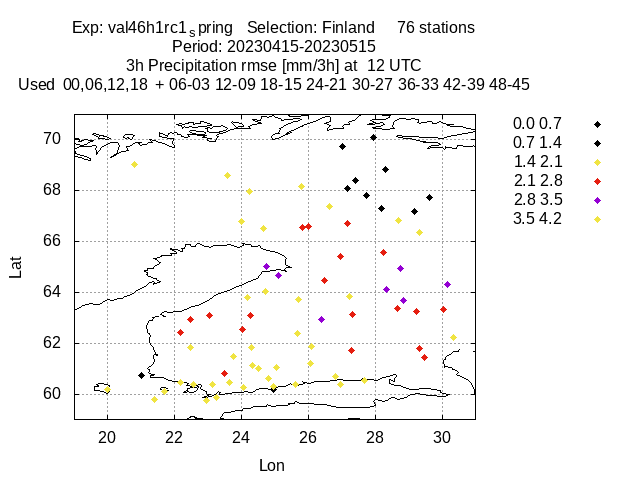 Exp: val46h1rc1spring Selection: Finland 76 stations
Period: 20230415-20230515
3h Precipitation rmse [mm/3h] at 12 UTC
Used 00,06,12,18 + 06-03 12-09 18-15 24-21 30-27 36-33 42-39 48-45
0.0 0.7
0.7 1.4
1.4 2.1
2.1 2.8
2.8 3.5
3.5 4.2
70
68
66
64
62
60
Lat
20 22 24 26 28 30
Lon